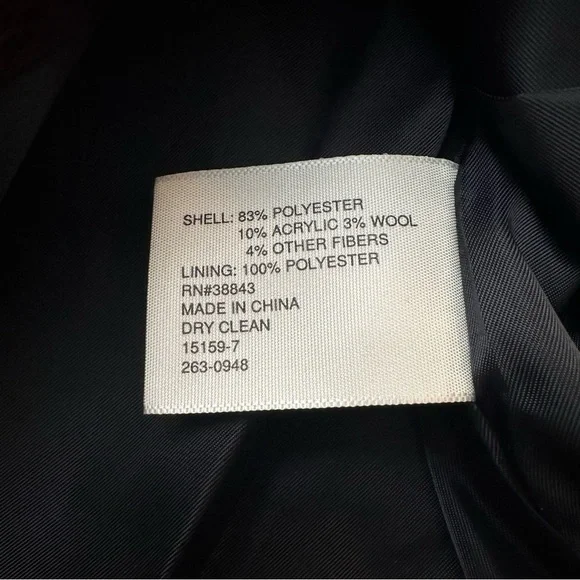 SHELL: 83% POLYESTER
10% ACRYLIC 3% WOOL
4% OTHER FIBERS
LINING: 100% POLYESTER
RN#38843
MADE IN CHINA
DRY CLEAN
15159-7
263-0948